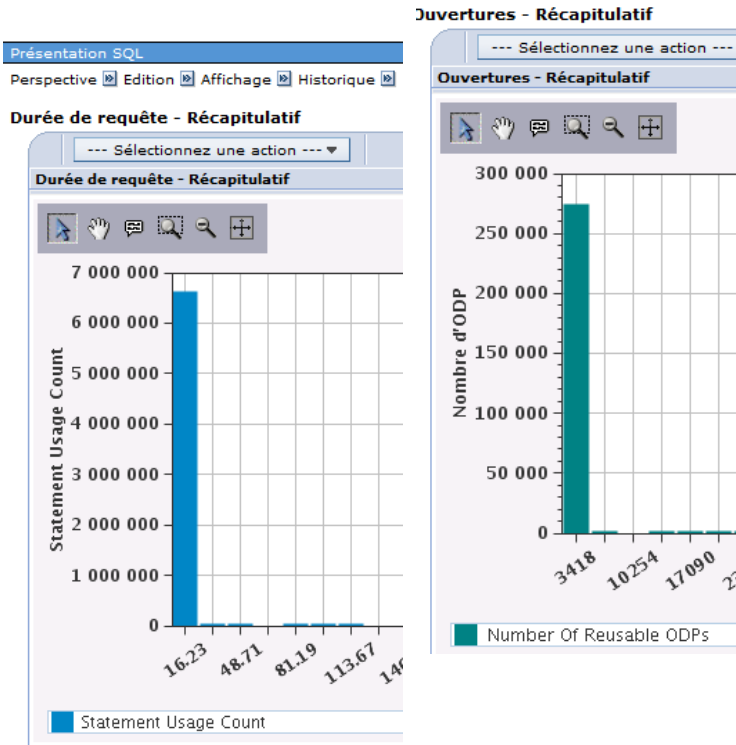 Présentation SQL
Perspective Edition Affichage Historique
Durée de requête - Récapitulatif
--- Sélectionnez une action ---
Durée de requête - Récapitulatif
7 000 000
6 000 000
5 000 000
4 000 000
3 000 000
2 000 000
1 000 000
0
Statement Usage Count
16.23
48.71
81.19
113.67
Statement Usage Count
Ouvertures - Récapitulatif
--- Sélectionnez une action ---
Ouvertures - Récapitulatif
300 000
250 000
200 000
150 000
100 000
50 000
0
Nombre d'ODP
3418
10254
17090
Number Of Reusable ODPs